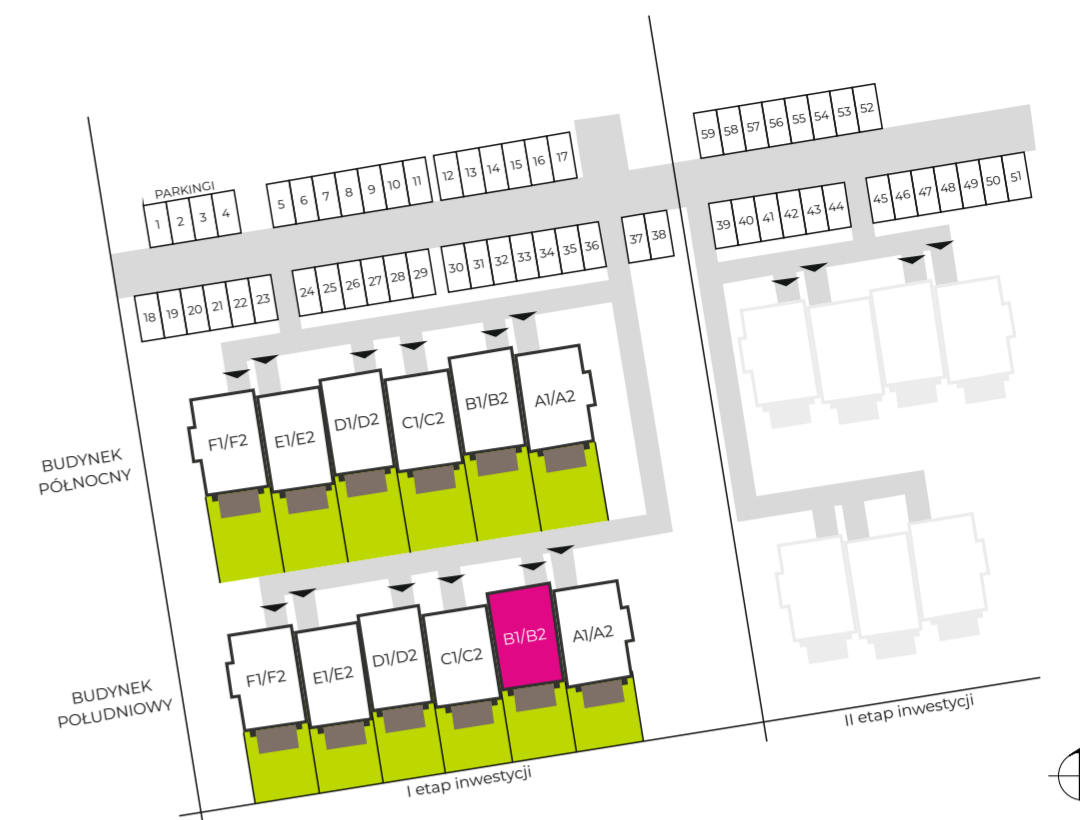 59 58 57 56 55 54 53 52
PARKINGI
1 2 3 4
5 6 7 8 9 10 11
12 13 14 15 16 17
18 19 20 21 22 23
24 25 26 27 28 29
30 31 32 33 34 35 36
37 38
39 40 41 42 43 44
45 46 47 48 49 50 51
BUDYNEK
PÓŁNOCNY
F1/F2 E1/E2 D1/D2 C1/C2 B1/B2 A1/A2
BUDYNEK
POŁUDNIOWY
F1/F2 E1/E2 D1/D2 C1/C2 B1/B2 A1/A2
I etap inwestycji
II etap inwestycji